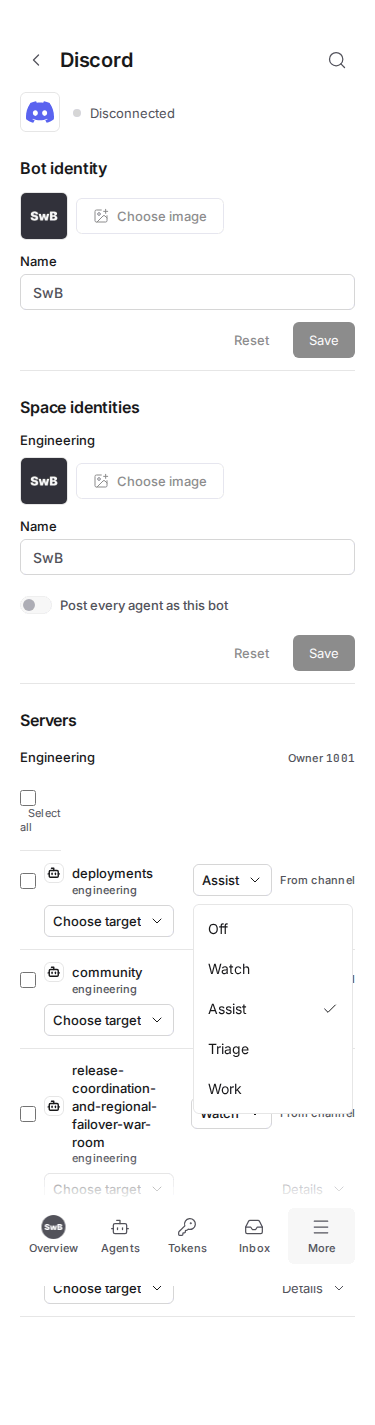 Discord
Disconnected
Bot identity
SwB
Choose image
Name
SwB
Reset
Save
Space identities
Engineering
SwB
Choose image
Name
SwB
Post every agent as this bot
Reset
Save
Servers
Engineering
Owner 1001
Select
all
deployments
engineering
Assist
From channel
Choose target
Off
Watch
Assist
Triage
Work
community
engineering
Choose target
release-
coordination-
and-regional-
failover-war-
room
engineering
Watch
From channel
Choose target
Details
SwB
Overview
Agents
Tokens
Inbox
More
Choose target
Details